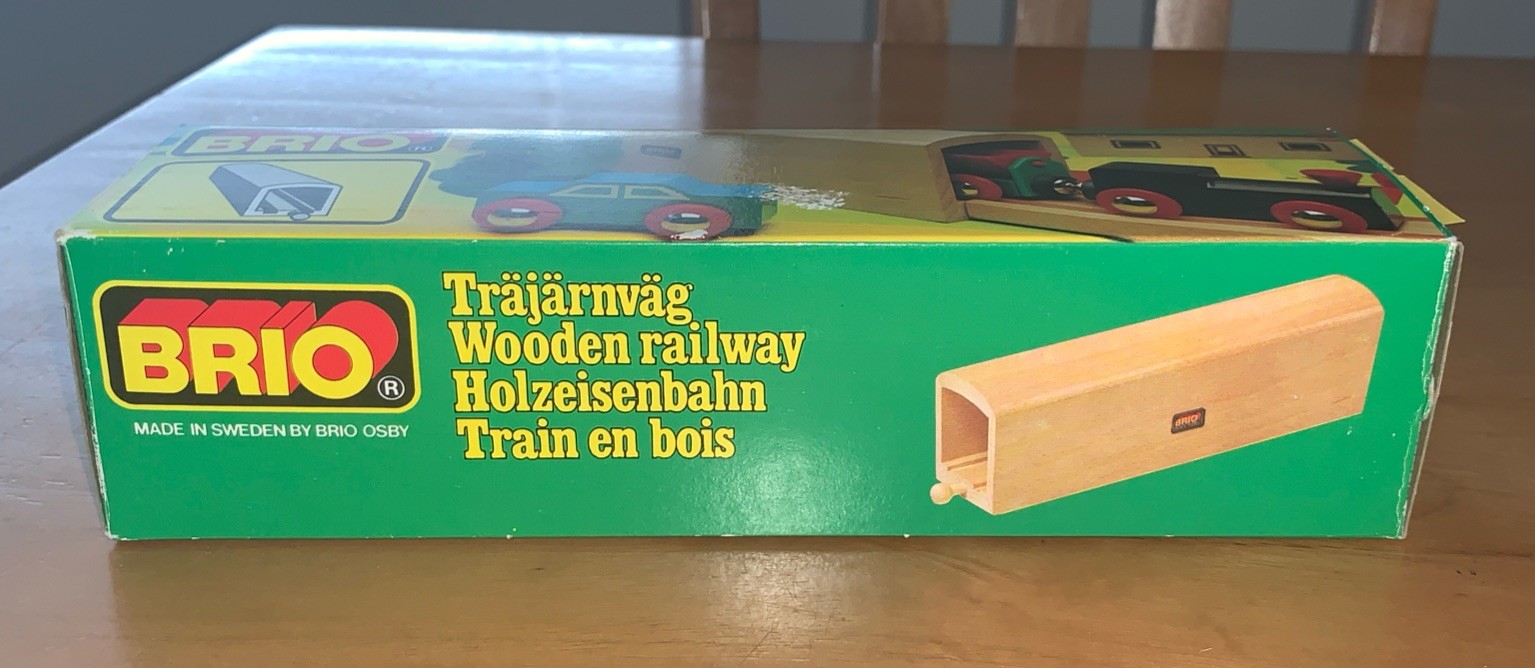 BRIO
BRIO ®
MADE IN SWEDEN BY BRIO OSBY
Träjärnväg
Wooden railway
Holzeisenbahn
Train en bois
BRIO